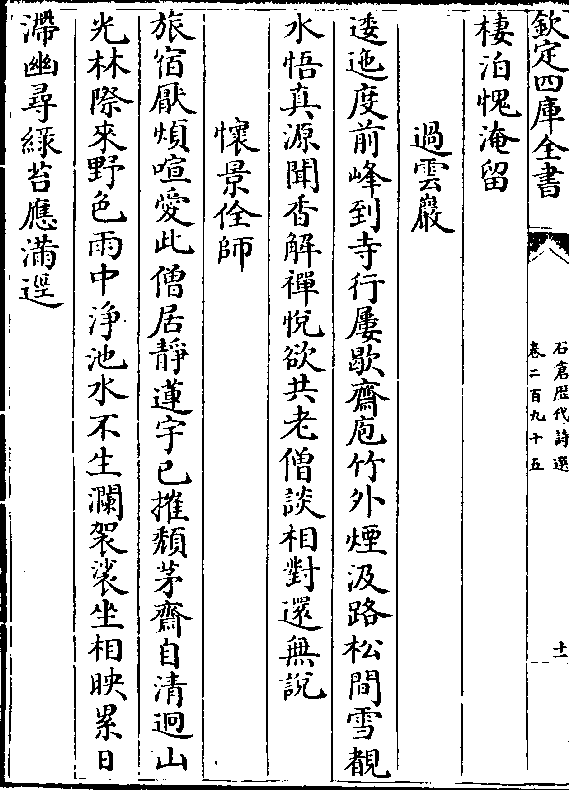 欽定四庫全書
石倉歴代詩選
卷二百九十五
十一
棲泊愧淹留
過雲巖
逶迤度前峰到寺行屢歇齋庖竹外煙汲路松間雪覩
水悟真源聞香解禪悅欲共老僧談相對還無說
懷景佺師
旅宿厭煩喧愛此僧居靜蓮宇已摧頽茅齋自清迥山
光林際來野色雨中淨池水不生瀾袈裟坐相映累日
滯幽尋緑苔應滿逕